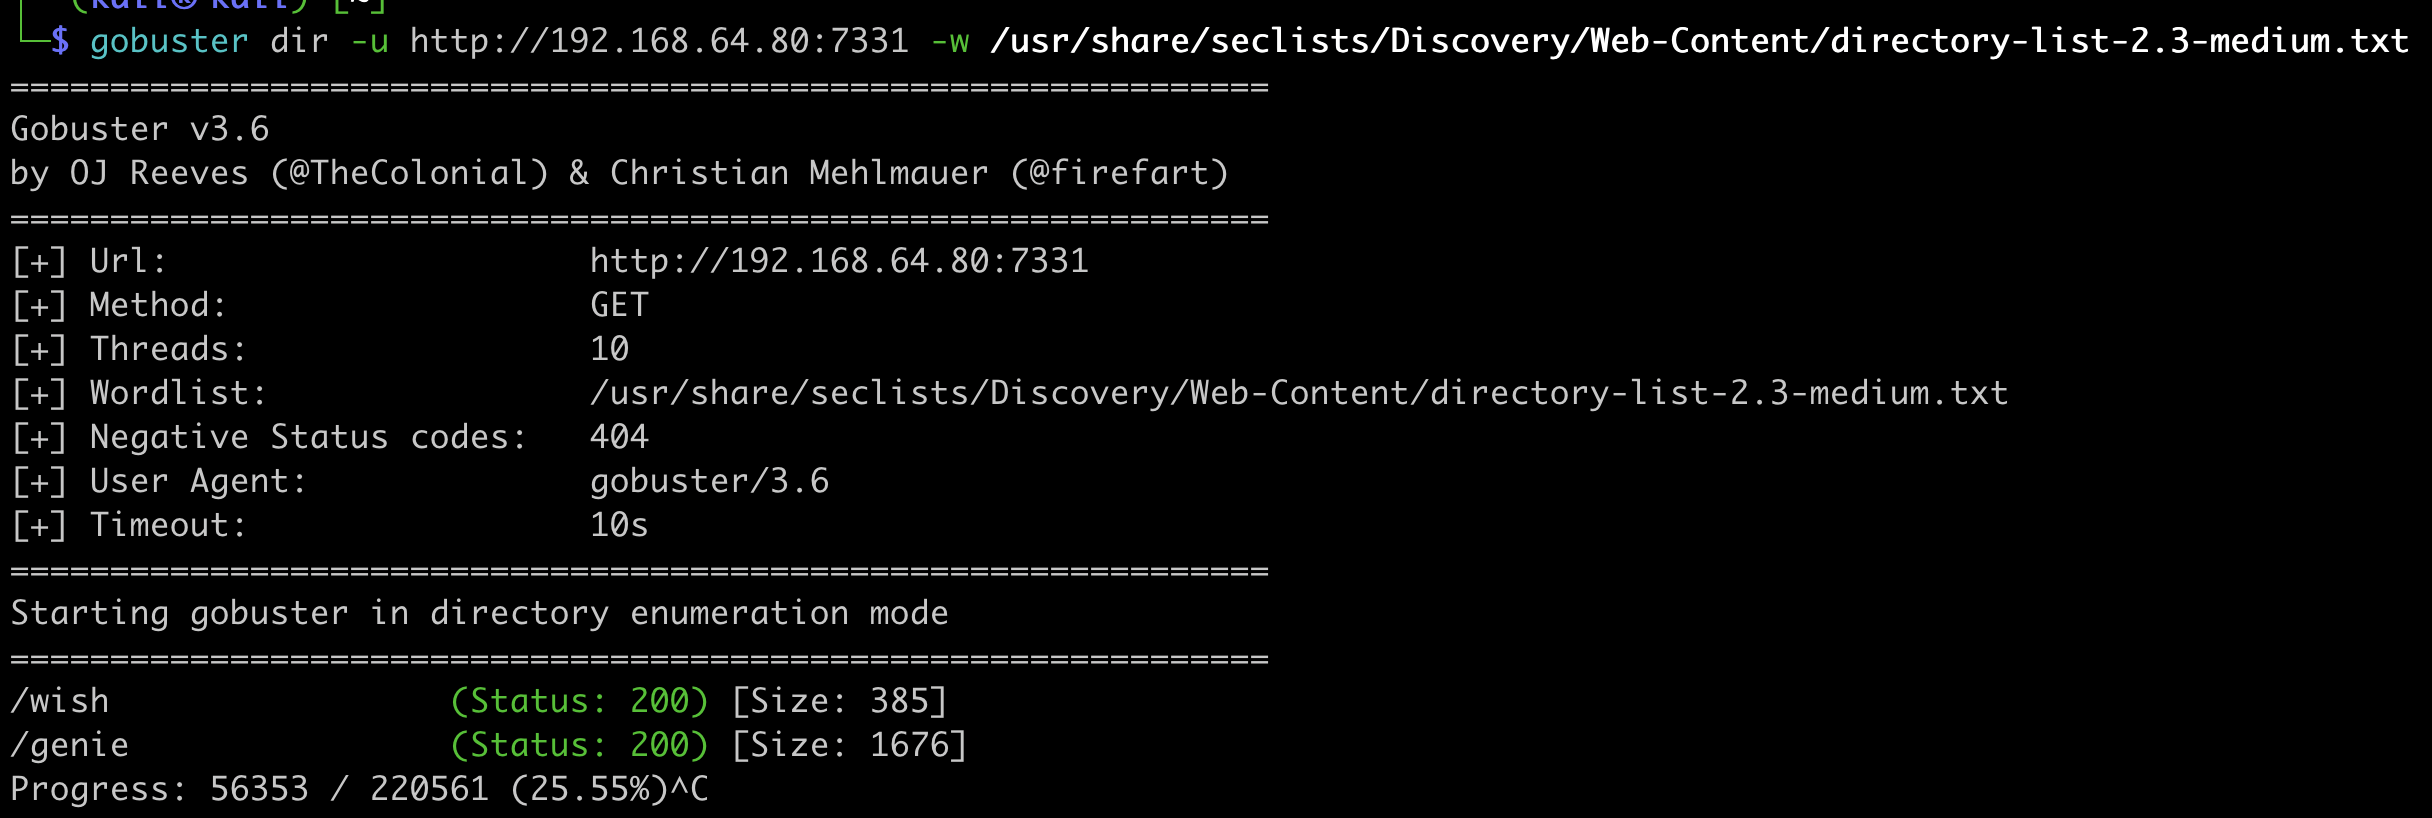 └─$ gobuster dir -u http://192.168.64.80:7331 -w /usr/share/seclists/Discovery/Web-Content/directory-list-2.3-medium.txt
===============================================================
Gobuster v3.6
by OJ Reeves (@TheColonial) & Christian Mehlmauer (@firefart)
===============================================================
[+] Url:                     http://192.168.64.80:7331
[+] Method:                  GET
[+] Threads:                 10
[+] Wordlist:                /usr/share/seclists/Discovery/Web-Content/directory-list-2.3-medium.txt
[+] Negative Status codes:   404
[+] User Agent:              gobuster/3.6
[+] Timeout:                 10s
===============================================================
Starting gobuster in directory enumeration mode
===============================================================
/wish                 (Status: 200) [Size: 385]
/genie                (Status: 200) [Size: 1676]
Progress: 56353 / 220561 (25.55%)^C